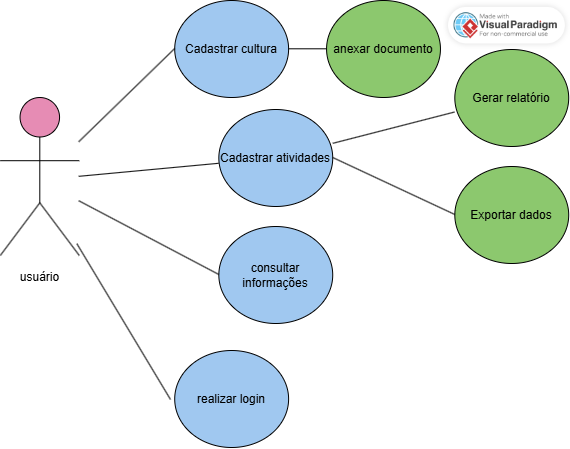 Made with
Visual Paradigm
For non-commercial use
Cadastrar cultura
anexar documento
Gerar relatório
Cadastrar atividades
Exportar dados
usuário
consultar
informações
realizar login